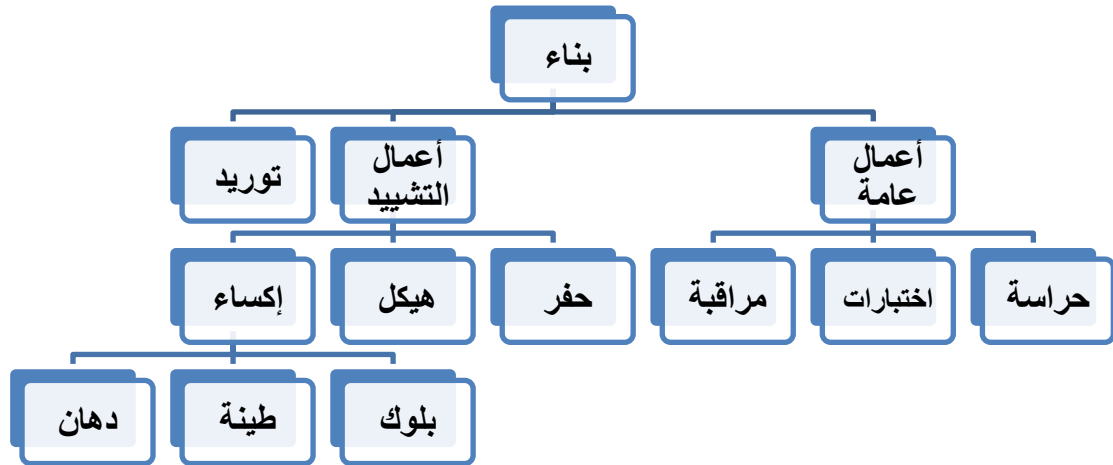 بناء
أعمال
عامة
أعمال
التشييد
توريد
حراسة
اختبارات
مراقبة
حفر
هيكل
إكساء
بلوك
طينة
دهان